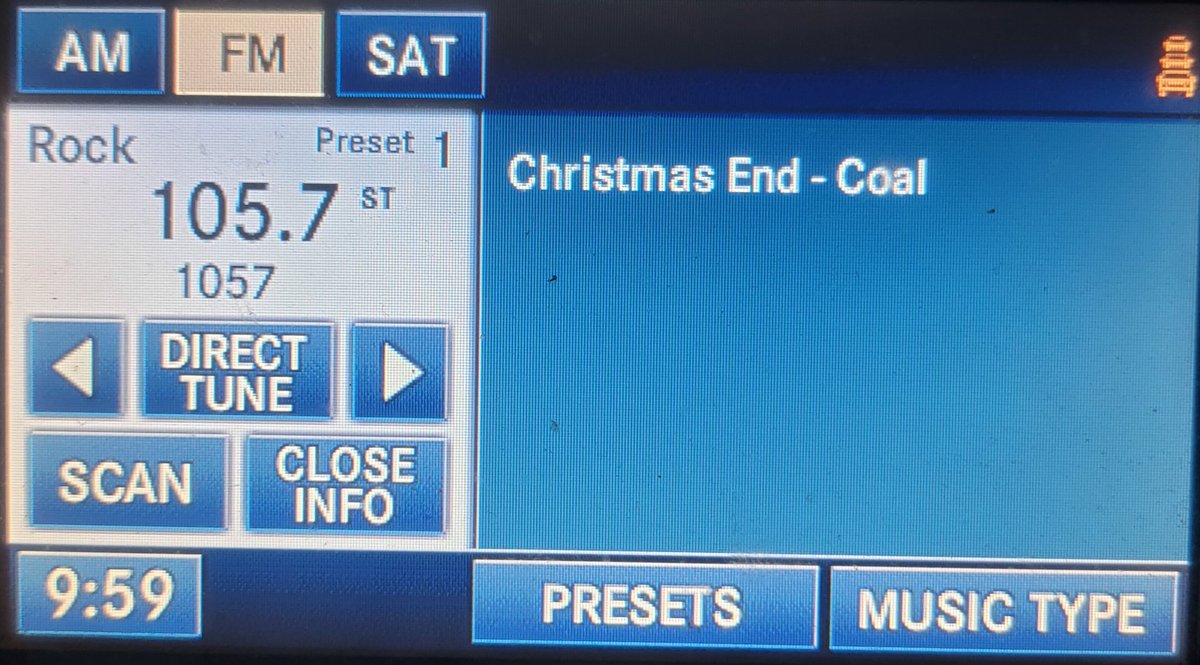 AM FM SAT
Rock Preset 1
105.7 ST
1057
Christmas End - Coal
DIRECT
TUNE
SCAN
CLOSE
INFO
9:59
PRESETS
MUSIC TYPE